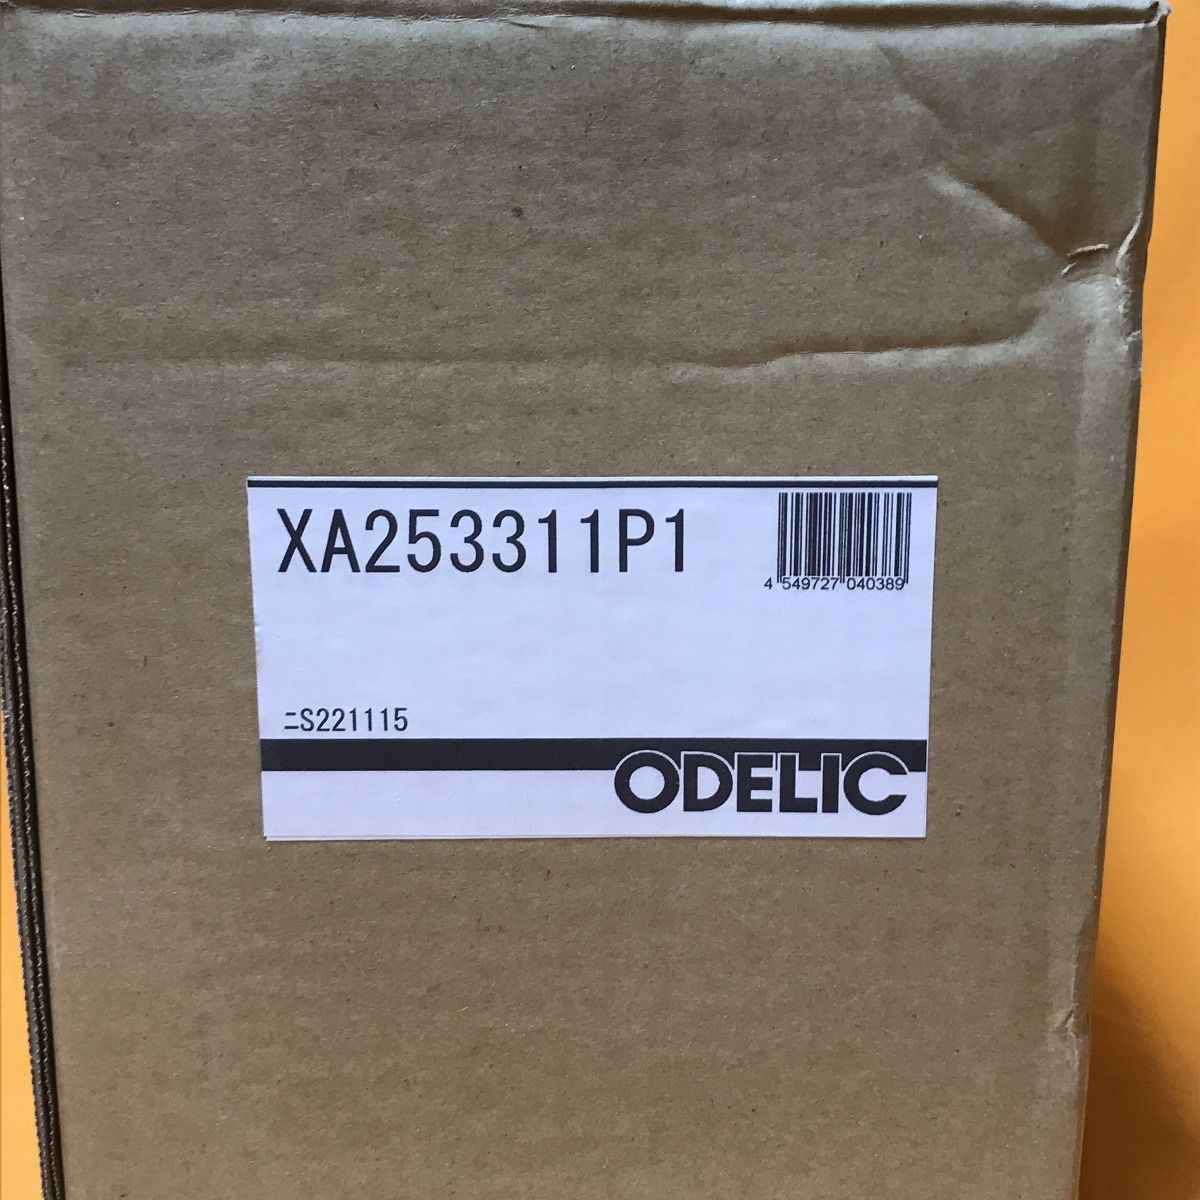 XA253311P1
4 549727 040389
ニS221115
ODELIC